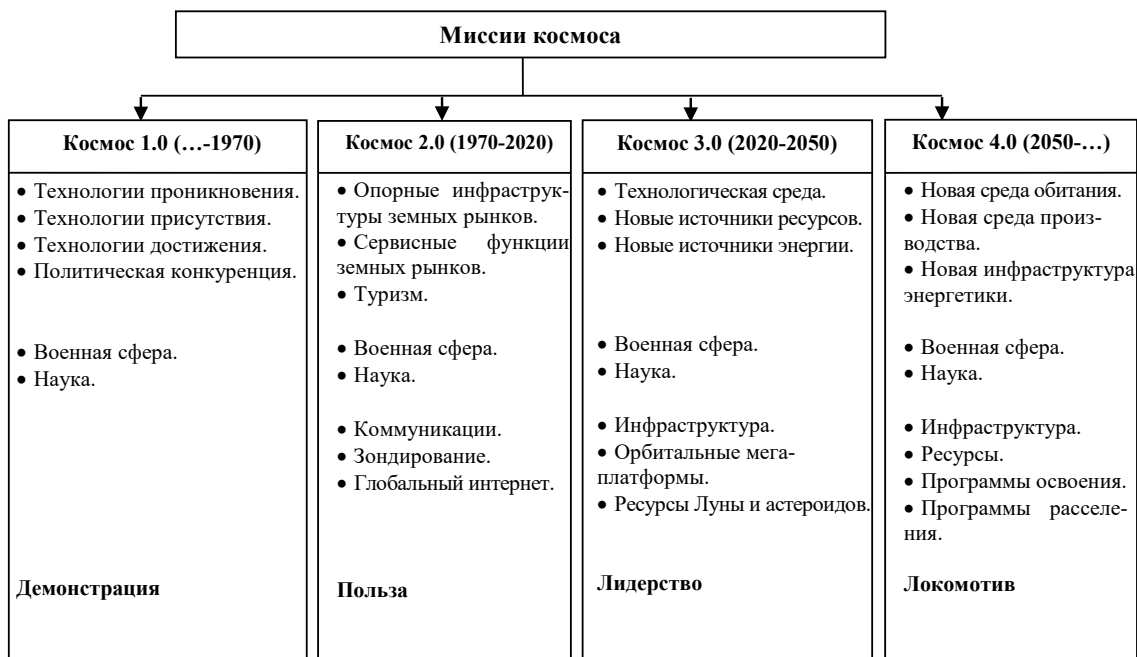 Миссии космоса
Космос 1.0 (…-1970)
• Технологии проникновения.
• Технологии присутствия.
• Технологии достижения.
• Политическая конкуренция.
• Военная сфера.
• Наука.
Демонстрация
Космос 2.0 (1970-2020)
• Опорные инфраструк-
туры земных рынков.
• Сервисные функции
земных рынков.
• Туризм.
• Военная сфера.
• Наука.
• Коммуникации.
• Зондирование.
• Глобальный интернет.
Польза
Космос 3.0 (2020-2050)
• Технологическая среда.
• Новые источники ресурсов.
• Новые источники энергии.
• Военная сфера.
• Наука.
• Инфраструктура.
• Орбитальные мега-
платформы.
• Ресурсы Луны и астероидов.
Лидерство
Космос 4.0 (2050-…)
• Новая среда обитания.
• Новая среда произ-
водства.
• Новая инфраструктура
энергетики.
• Военная сфера.
• Наука.
• Инфраструктура.
• Ресурсы.
• Программы освоения.
• Программы расселе-
ния.
Локомотив